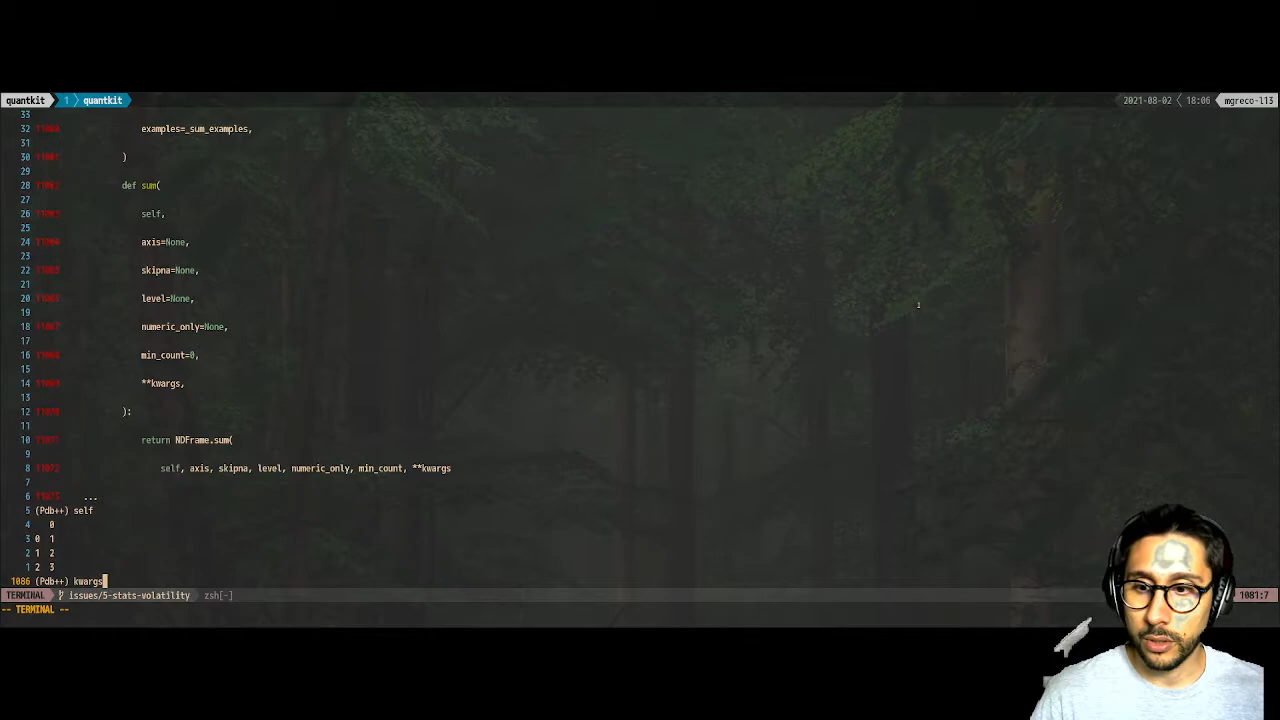 quantkit 1 quantkit 2021-08-02 18:06 mgreco-l13
33
32 examples=_sum_examples,
31
30 )
29
28 def sum(
27
26 self,
25
24 axis=None,
23
22 skipna=None,
21
20 level=None,
19
18 numeric_only=None,
17
16 min_count=0,
15
14 **kwargs,
13
12 ):
11
10 return NDFrame.sum(
9
8 self, axis, skipna, level, numeric_only, min_count, **kwargs
7
6 ...
5 (Pdb++) self
4 0
3 0 1
2 1 2
1 2 3
1086 (Pdb++) kwargs
TERMINAL issues/5-stats-volatility zsh[-] 1081:7
-- TERMINAL --